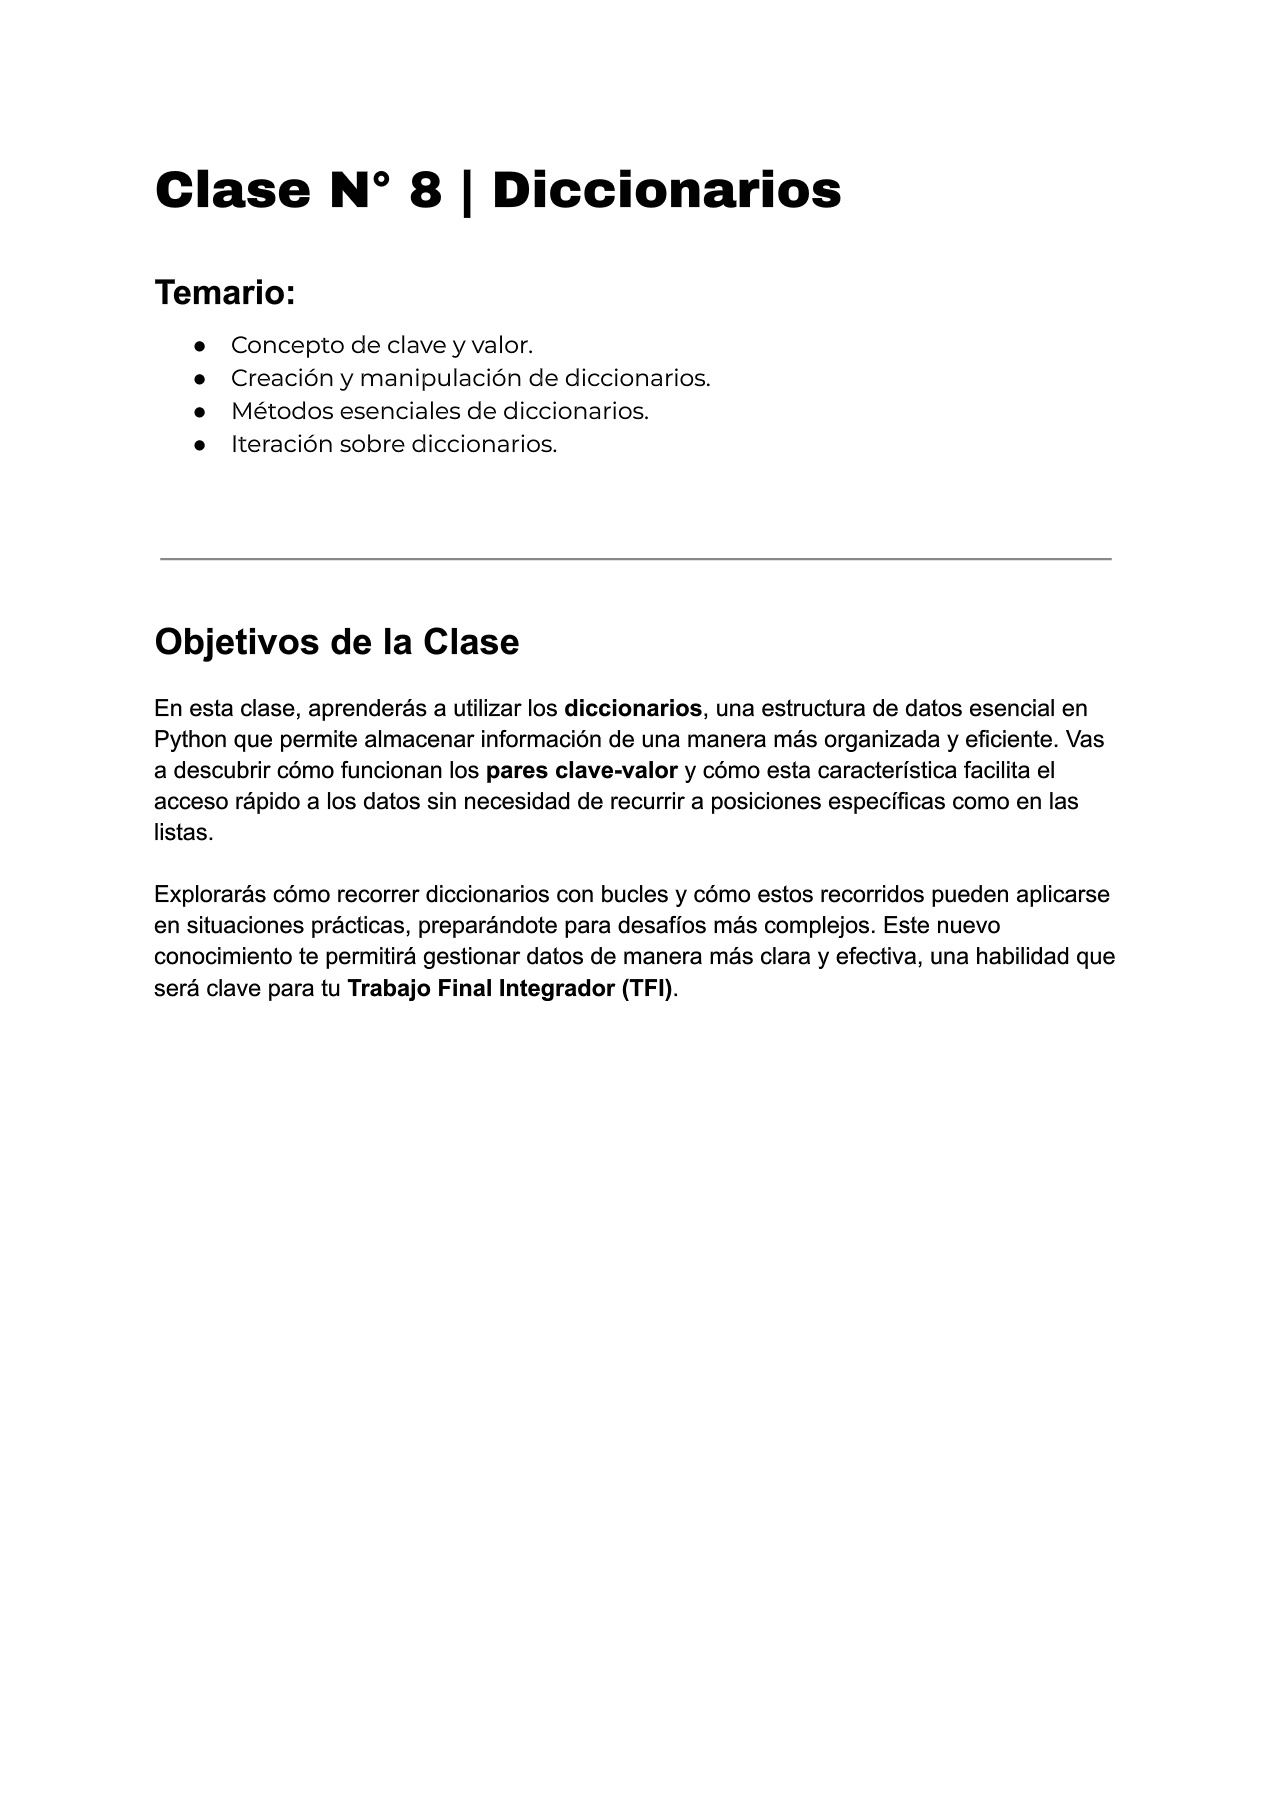 Clase N° 8 | Diccionarios
Temario:
● Concepto de clave y valor.
● Creación y manipulación de diccionarios.
● Métodos esenciales de diccionarios.
● Iteración sobre diccionarios.
Objetivos de la Clase
En esta clase, aprenderás a utilizar los diccionarios, una estructura de datos esencial en
Python que permite almacenar información de una manera más organizada y eficiente. Vas
a descubrir cómo funcionan los pares clave-valor y cómo esta característica facilita el
acceso rápido a los datos sin necesidad de recurrir a posiciones específicas como en las
listas.
Explorarás cómo recorrer diccionarios con bucles y cómo estos recorridos pueden aplicarse
en situaciones prácticas, preparándote para desafíos más complejos. Este nuevo
conocimiento te permitirá gestionar datos de manera más clara y efectiva, una habilidad que
será clave para tu Trabajo Final Integrador (TFI).